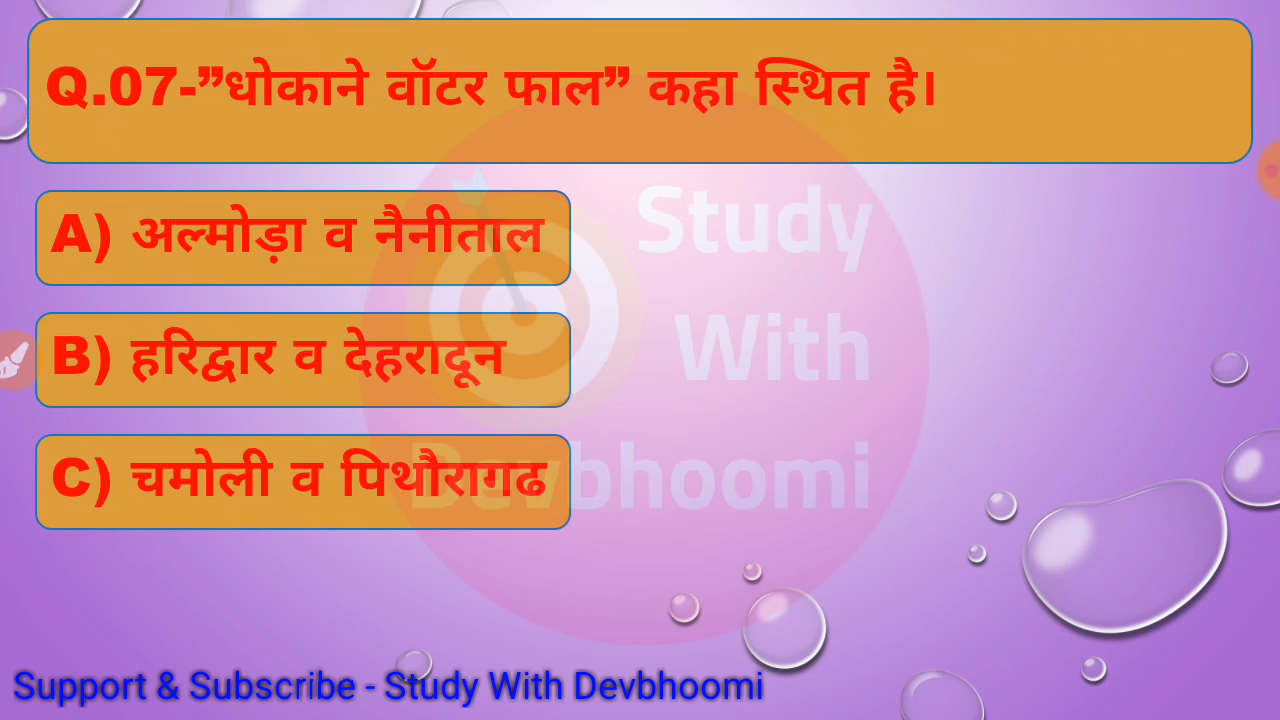 Q.07-”धोकाने वॉटर फाल” कहा स्थित है।
A) अल्मोड़ा व नैनीताल
B) हरिद्वार व देहरादून
C) चमोली व पिथौरागढ
Study
With
Devbhoomi
Support & Subscribe - Study With Devbhoomi